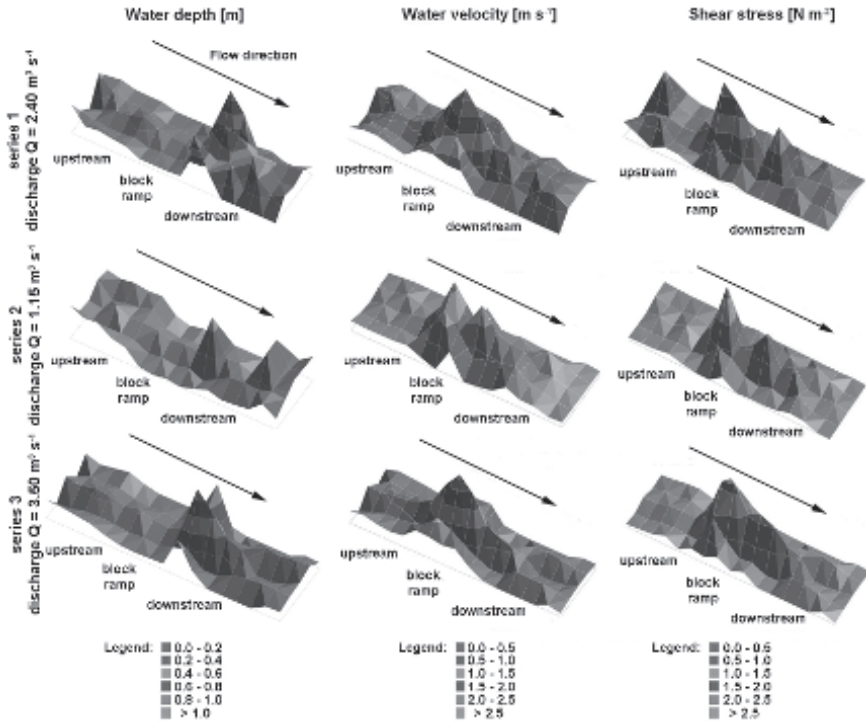 Water depth [m]
Water velocity [m s⁻¹]
Shear stress [N m⁻²]
series 1
discharge Q = 2.40 m³ s⁻¹
Flow direction
upstream
block
ramp
downstream
upstream
block
ramp
downstream
upstream
block
ramp
downstream
series 2
discharge Q = 1.15 m³ s⁻¹
upstream
block
ramp
downstream
upstream
block
ramp
downstream
upstream
block
ramp
downstream
series 3
discharge Q = 3.60 m³ s⁻¹
upstream
block
ramp
downstream
upstream
block
ramp
downstream
upstream
block
ramp
downstream
Legend:
0.0 - 0.2
0.2 - 0.4
0.4 - 0.6
0.6 - 0.8
0.8 - 1.0
> 1.0
Legend:
0.0 - 0.5
0.5 - 1.0
1.0 - 1.5
1.5 - 2.0
2.0 - 2.5
> 2.5
Legend:
0.0 - 0.5
0.5 - 1.0
1.0 - 1.5
1.5 - 2.0
2.0 - 2.5
> 2.5